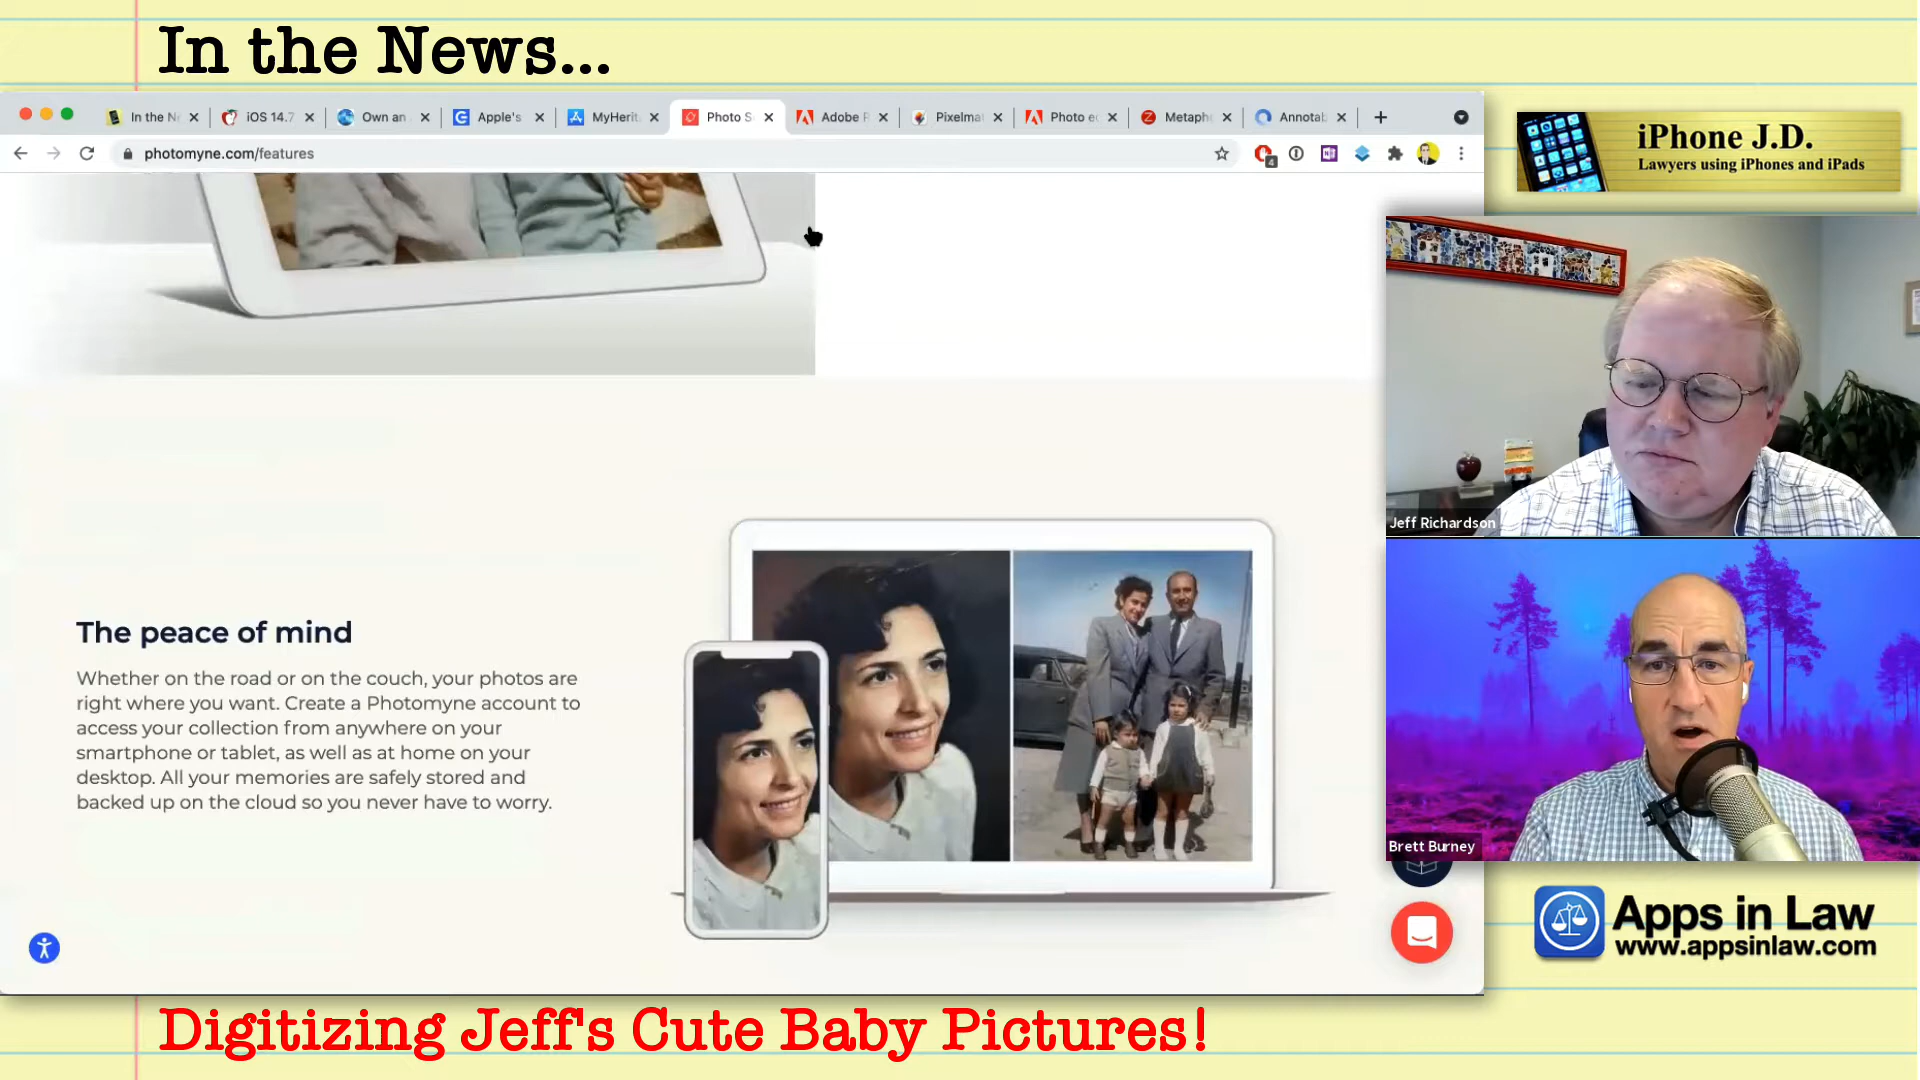 In the News...
In the Ne
iOS 14.7
Own an
Apple's
MyHerit
Photo S
Adobe P
Pixelmat
Photo e
Metaph
Annotab
photomyne.com/features
4
iPhone J.D.
Lawyers using iPhones and iPads
Jeff Richardson
The peace of mind
Whether on the road or on the couch, your photos are
right where you want. Create a Photomyne account to
access your collection from anywhere on your
smartphone or tablet, as well as at home on your
desktop. All your memories are safely stored and
backed up on the cloud so you never have to worry.
Brett Burney
Apps in Law
www.appsinlaw.com
Digitizing Jeff's Cute Baby Pictures!